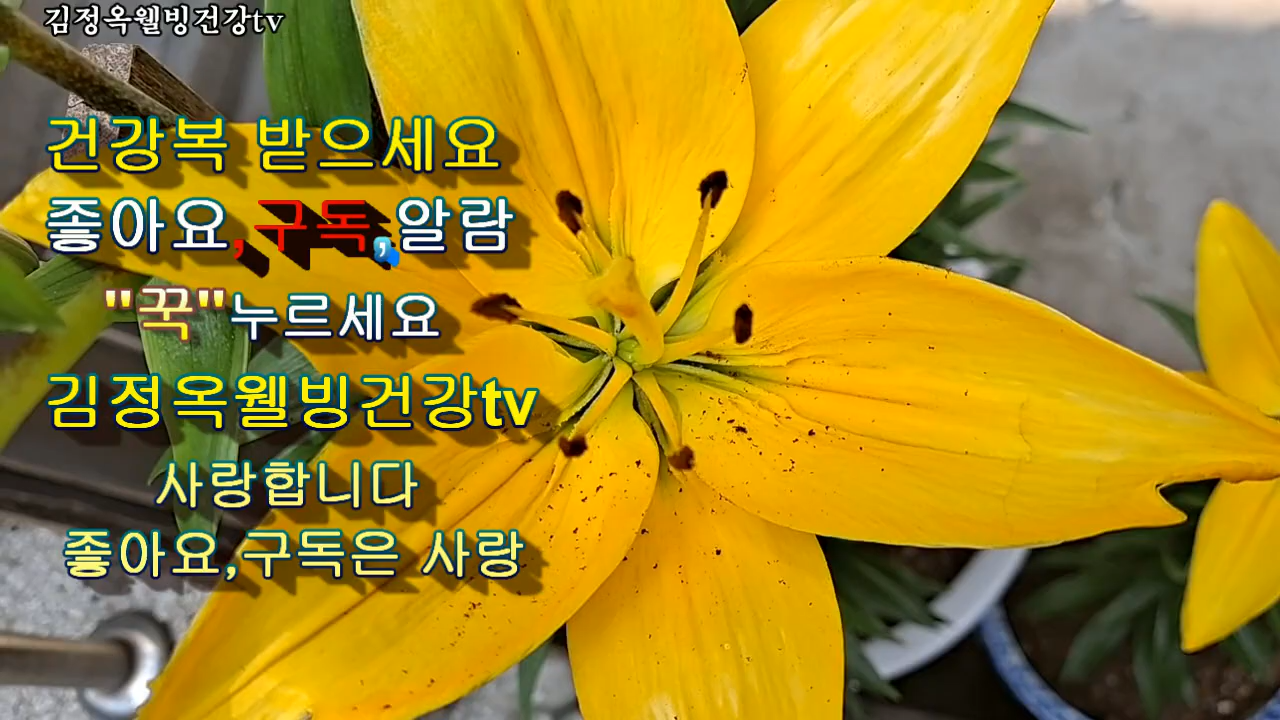 김정옥웰빙건강tv
건강복 받으세요
좋아요,구독,알람
"꾹"누르세요
김정옥웰빙건강tv
사랑합니다
좋아요,구독은 사랑